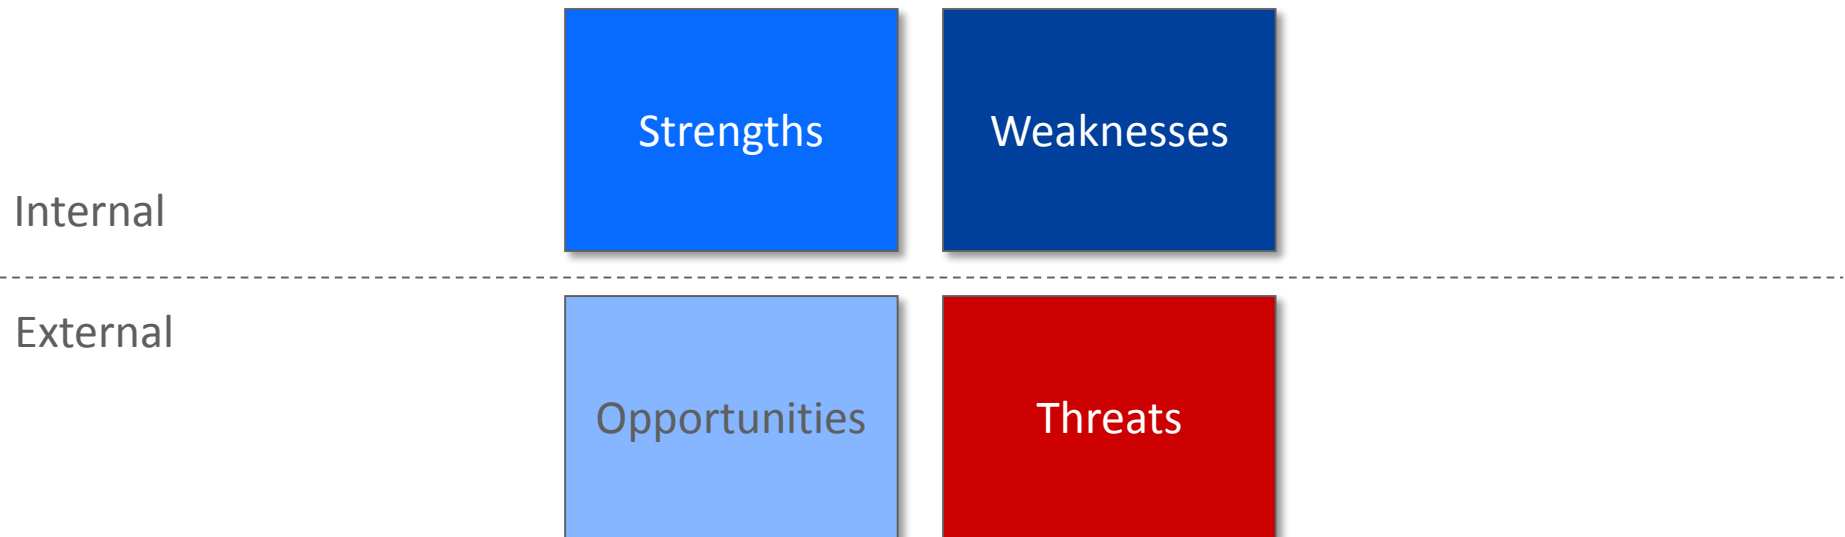 Strengths
Weaknesses
Internal
External
Opportunities
Threats